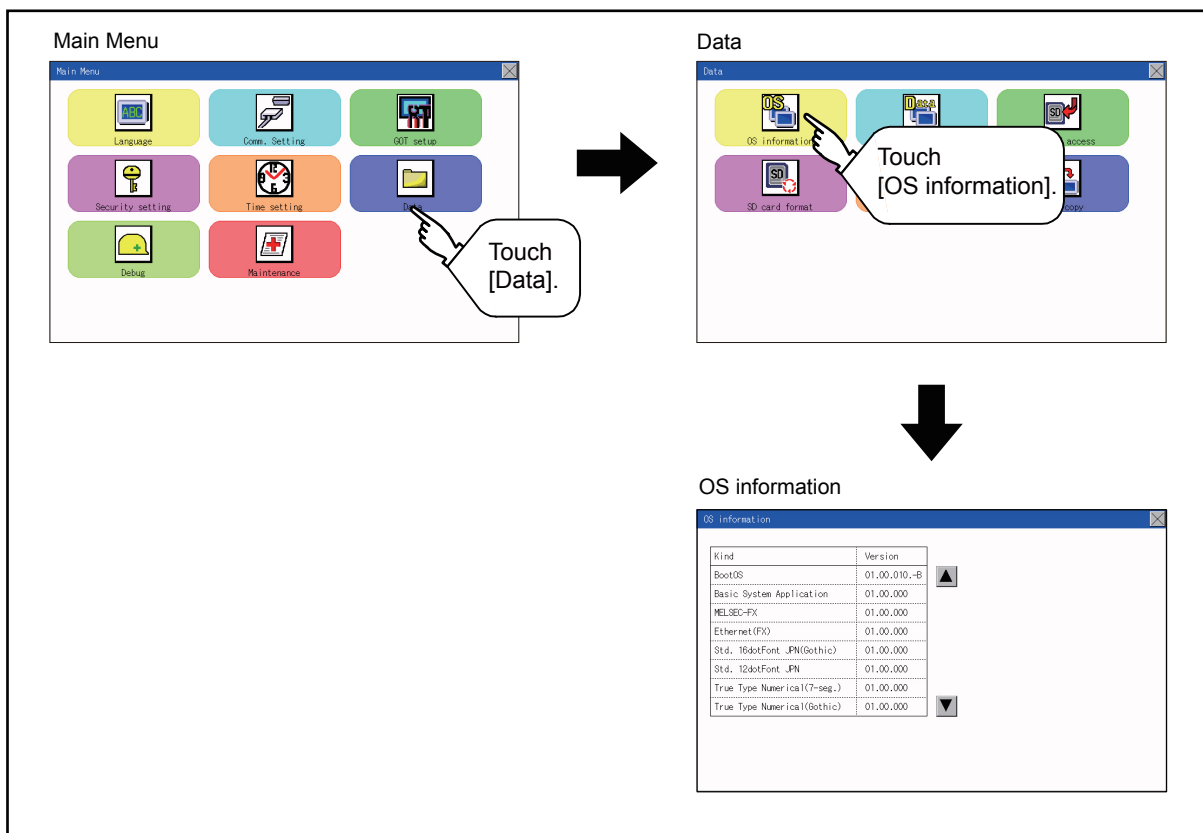 Main Menu
Main Menu
Language
Comm. Setting
GOT setup
Security setting
Time setting
Data
Debug
Maintenance
Touch
[Data].
Data
Data
OS information
access
SD card format
copy
Touch
[OS information].
OS information
OS information
Kind Version
BootOS 01.00.010.-B
Basic System Application 01.00.000
MELSEC-FX 01.00.000
Ethernet(FX) 01.00.000
Std. 16dotFont JPN(Gothic) 01.00.000
Std. 12dotFont JPN 01.00.000
True Type Numerical(7-seg.) 01.00.000
True Type Numerical(Gothic) 01.00.000